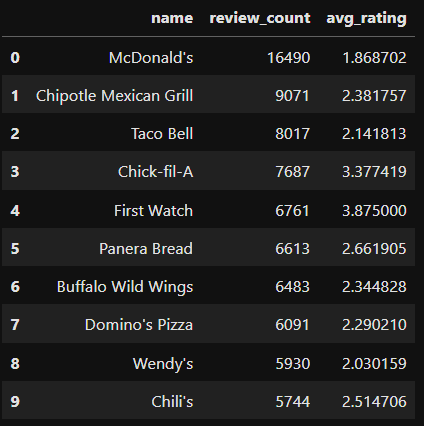 name review_count avg_rating
0 McDonald's 16490 1.868702
1 Chipotle Mexican Grill 9071 2.381757
2 Taco Bell 8017 2.141813
3 Chick-fil-A 7687 3.377419
4 First Watch 6761 3.875000
5 Panera Bread 6613 2.661905
6 Buffalo Wild Wings 6483 2.344828
7 Domino's Pizza 6091 2.290210
8 Wendy's 5930 2.030159
9 Chili's 5744 2.514706